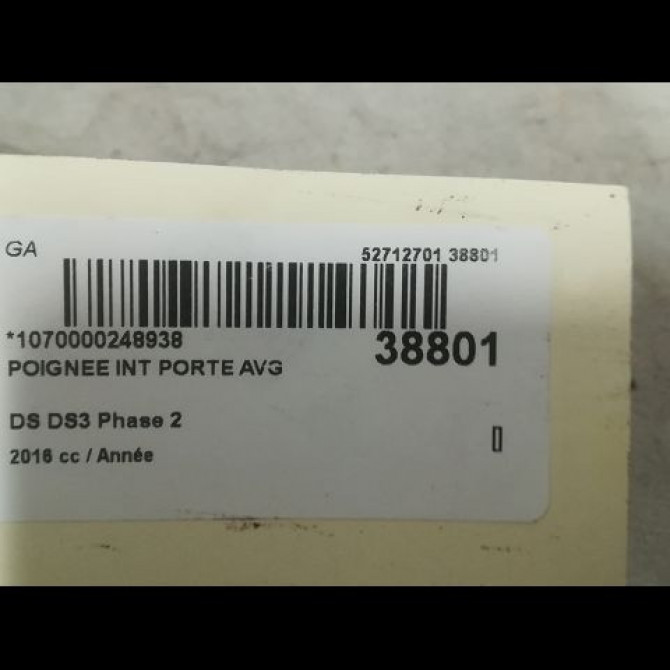 GA
52712701 38801
*1070000248938
38801
POIGNEE INT PORTE AVG
DS DS3 Phase 2
2016 cc / Année